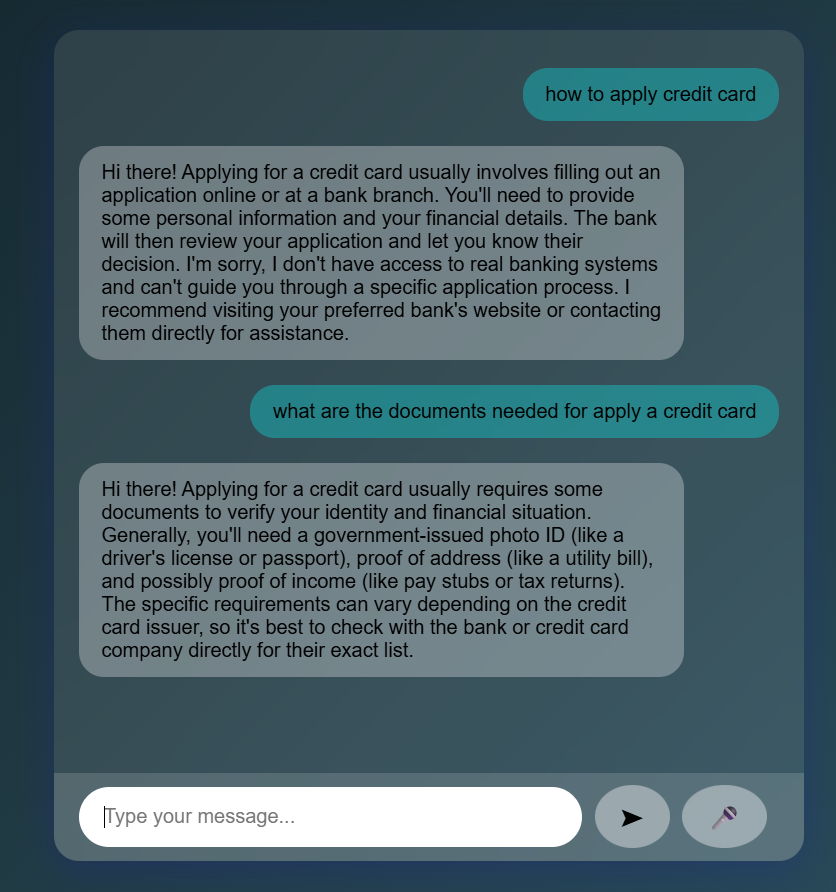 how to apply credit card
Hi there! Applying for a credit card usually involves filling out an
application online or at a bank branch. You'll need to provide
some personal information and your financial details. The bank
will then review your application and let you know their
decision. I'm sorry, I don't have access to real banking systems
and can't guide you through a specific application process. I
recommend visiting your preferred bank's website or contacting
them directly for assistance.
what are the documents needed for apply a credit card
Hi there! Applying for a credit card usually requires some
documents to verify your identity and financial situation.
Generally, you'll need a government-issued photo ID (like a
driver's license or passport), proof of address (like a utility bill),
and possibly proof of income (like pay stubs or tax returns).
The specific requirements can vary depending on the credit
card issuer, so it's best to check with the bank or credit card
company directly for their exact list.
Type your message...